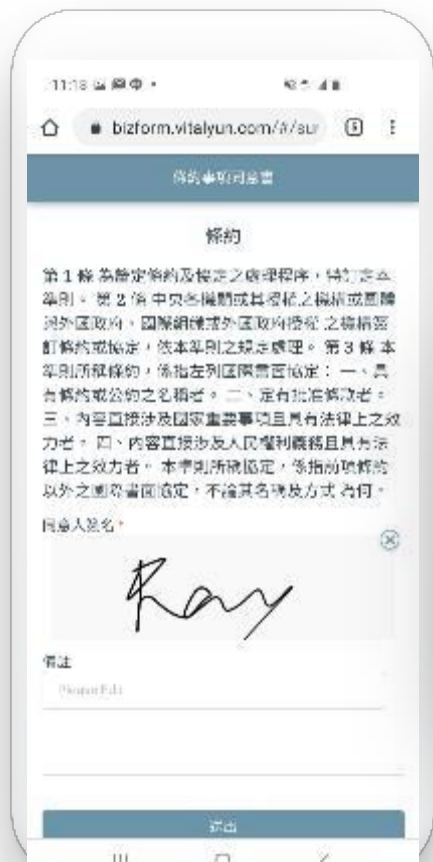 11:18
bizform.vitalyun.com/#/sur
條約事項同意書
條約
第 1 條 為釐定條約及協定之處理程序,特訂定本
準則。 第 2 條 中央各機關或其授權之機構或團體
與外國政府、國際組織或外國政府授權 之機構簽
訂條約或協定,依本準則之規定處理。 第 3 條 本
準則所稱條約,係指左列國際書面協定: 一、具
有條約或公約之名稱者。 二、定有批准條款者。
三、內容直接涉及國家重要事項且具有法律上之效
力者。 四、內容直接涉及人民權利義務且具有法
律上之效力者。 本準則所稱協定,係指前項條約
以外之國際書面協定,不論其名稱及方式 為何。
同意人簽名 *
Ray
備註
Please Edit
送出